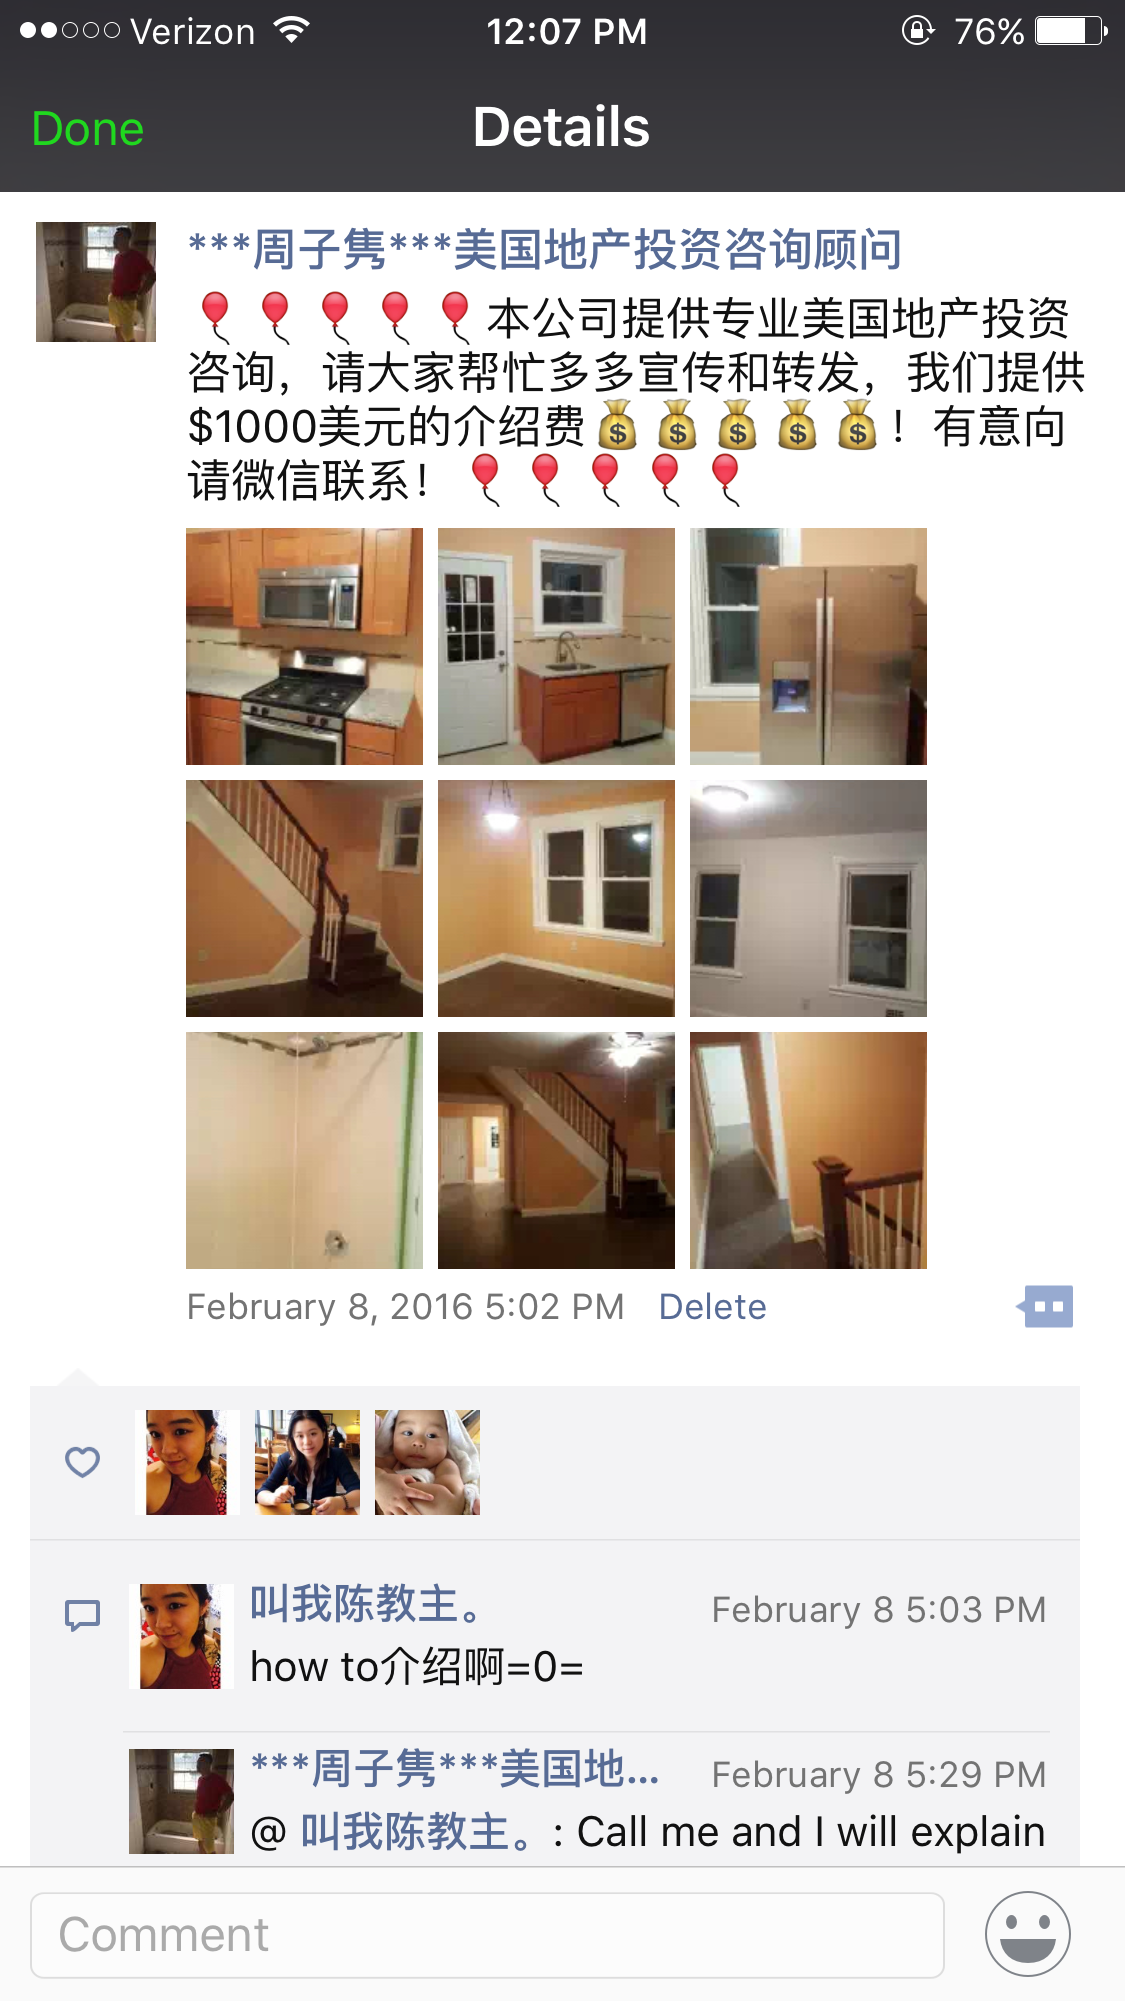 Verizon 12:07 PM 76%
Done Details
***周子隽***美国地产投资咨询顾问
🎈🎈🎈🎈🎈本公司提供专业美国地产投资
咨询，请大家帮忙多多宣传和转发，我们提供
$1000美元的介绍费💰💰💰💰💰！有意向
请微信联系！🎈🎈🎈🎈🎈
February 8, 2016 5:02 PM Delete
叫我陈教主。 February 8 5:03 PM
how to介绍啊=0=
***周子隽***美国地... February 8 5:29 PM
@ 叫我陈教主。: Call me and I will explain
Comment